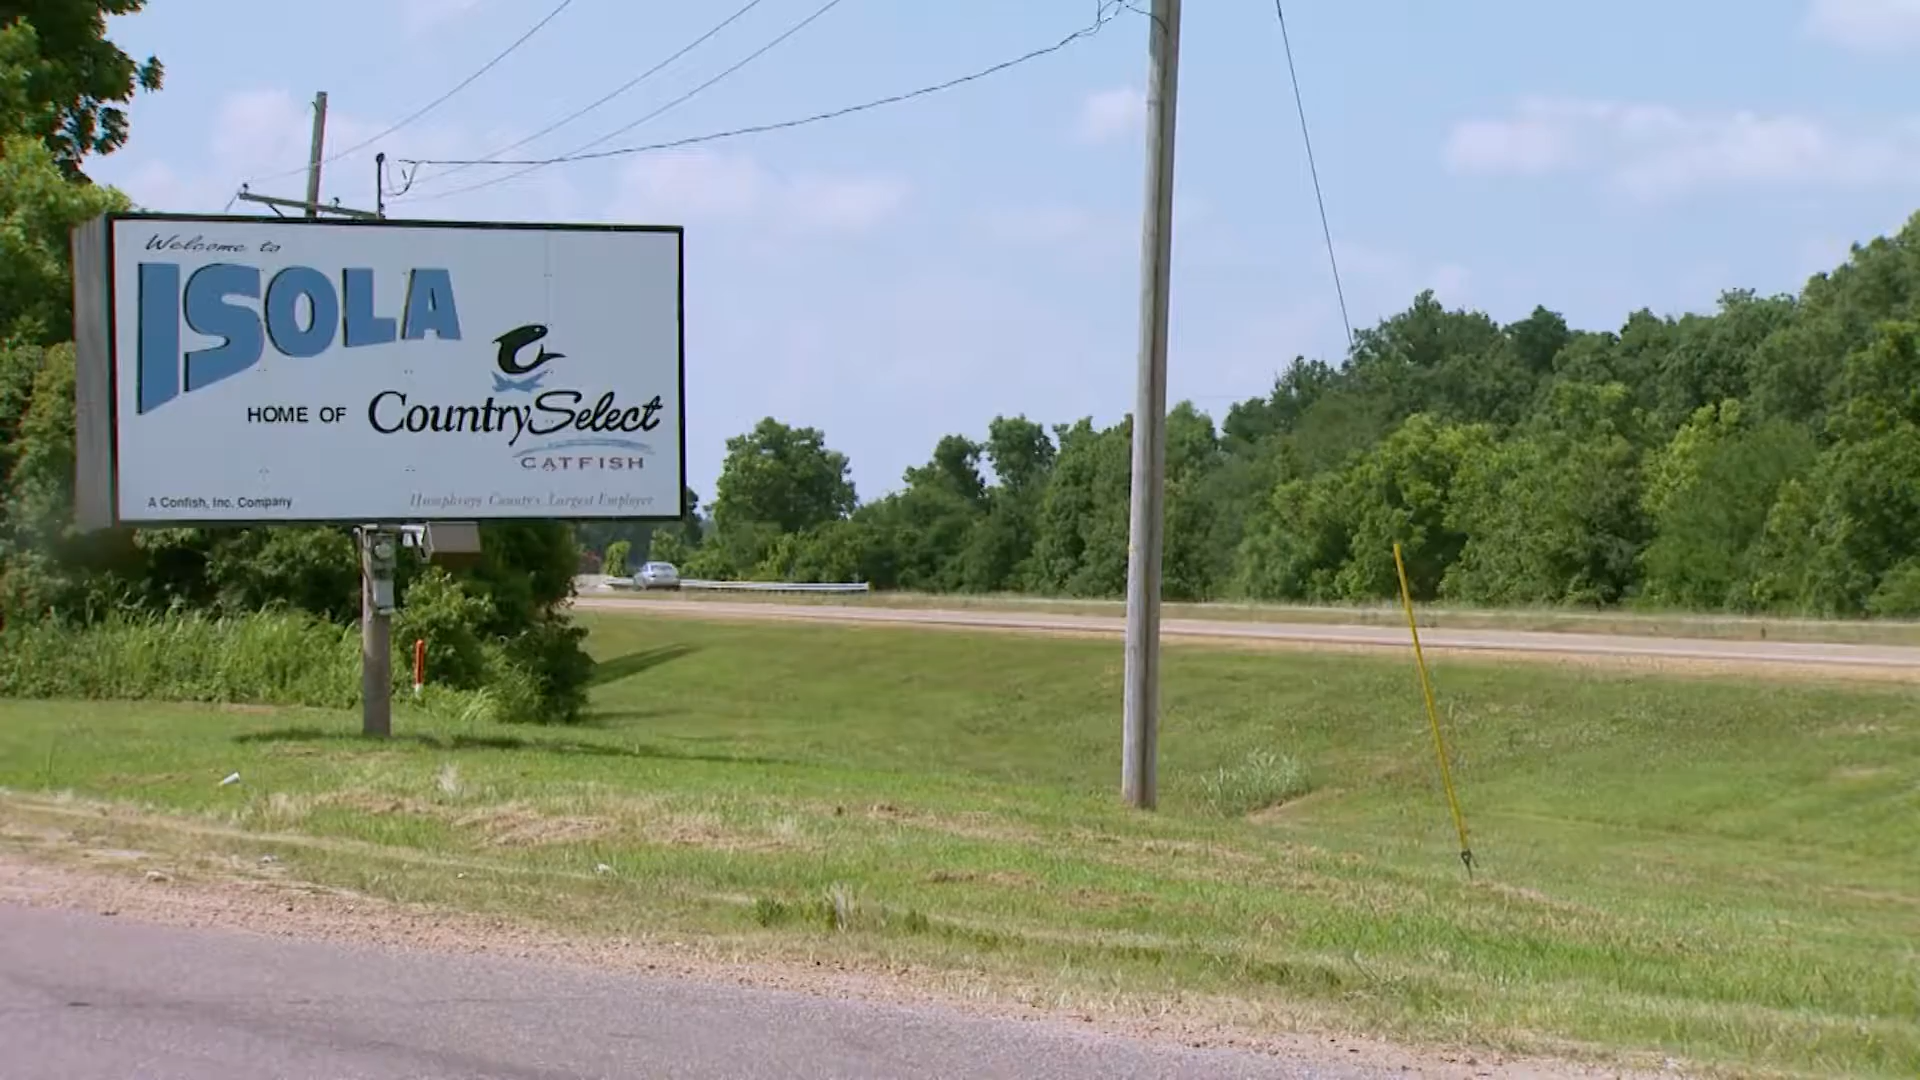 Welcome to
ISOLA
HOME OF CountrySelect
CATFISH
A Confish, Inc. Company
Humphreys County's Largest Employer